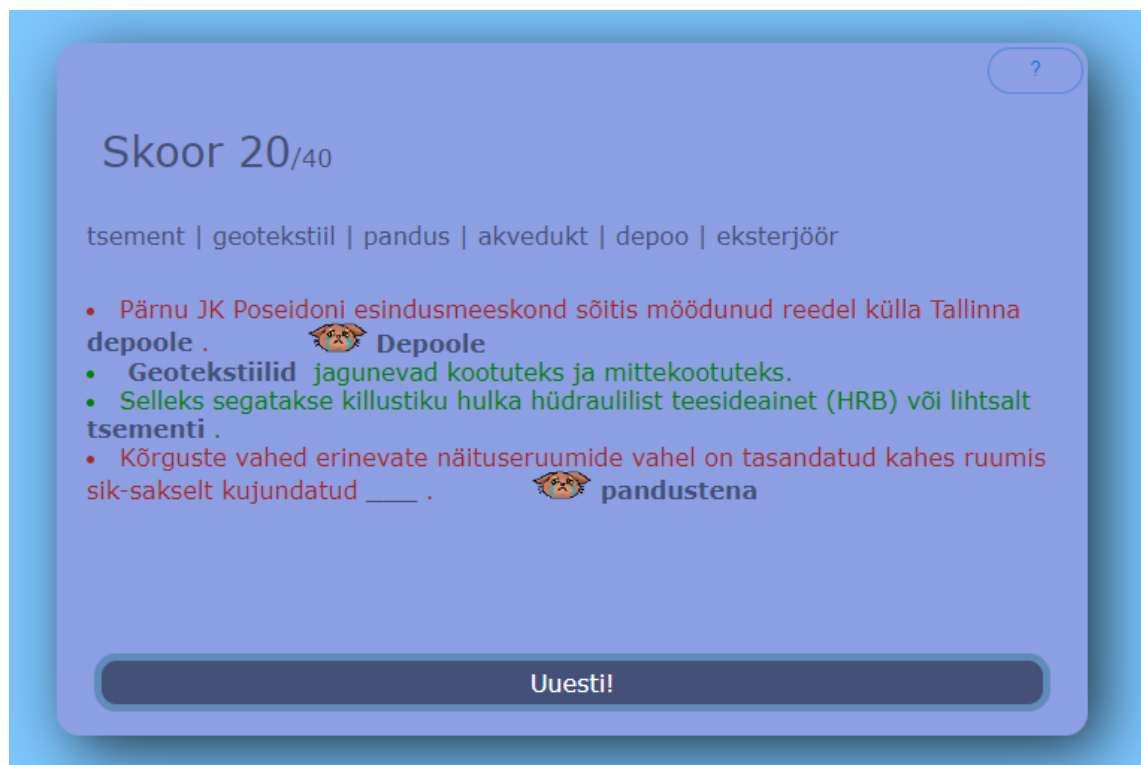 ?
Skoor 20/40
tsement | geotekstiil | pandus | akvedukt | depoo | eksterjöör
• Pärnu JK Poseidoni esindusmeeskond sõitis möödunud reedel külla Tallinna
depoole . Depoole
• Geotekstiilid jagunevad kootuteks ja mittekootuteks.
• Selleks segatakse killustiku hulka hüdraulilist teesideainet (HRB) või lihtsalt
tsementi .
• Kõrguste vahed erinevate näituseruumide vahel on tasandatud kahes ruumis
sik-sakselt kujundatud ____ . pandustena
Uuesti!